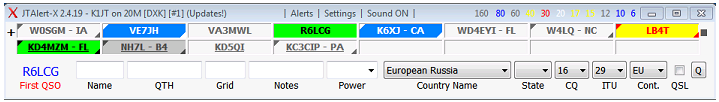 JTAlert-X 2.4.19 - K1JT on 20M [DXK] [#1] (Updates!) | Alerts | Settings | Sound ON | 160 80 60 40 30 20 17 15 12 10 6
+ W0SGM - IA VE7JH VA3MWL R6LCG K6XJ - CA WD4EYI - FL W4LQ - NC LB4T
KD4MZM - FL NH7L - B4 KD5QI KC3CIP - PA
R6LCG European Russia 16 29 EU Q
First QSO Name QTH Grid Notes Power Country Name State CQ ITU Cont. QSL